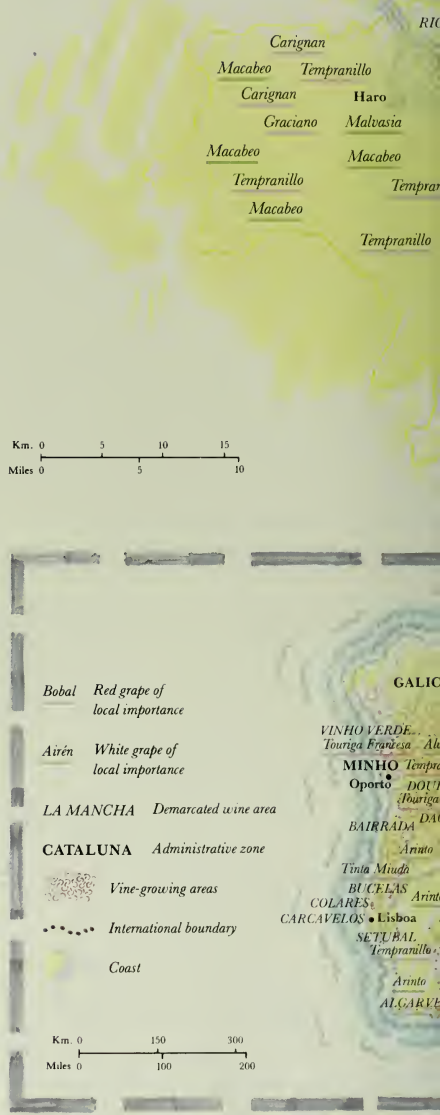 Carignan
Macabeo Tempranillo
Carignan Haro
Graciano Malvasia
Macabeo Macabeo
Tempranillo
Macabeo
Tempranillo
Km. 0 5 10 15
Miles 0 5 10
Bobal Red grape of
local importance
Airén White grape of
local importance
LA MANCHA Demarcated wine area
CATALUNA Administrative zone
Vine-growing areas
International boundary
Coast
Km. 0 150 300
Miles 0 100 200
VINHO VERDE
Touriga Francesa
MINHO
Oporto
Touriga
BAIRRADA
Arinto
Tinta Miuda
BUCELAS
COLARES
CARCAVELOS Lisboa
SETUBAL
Tempranillo
Arinto
ALGARVE